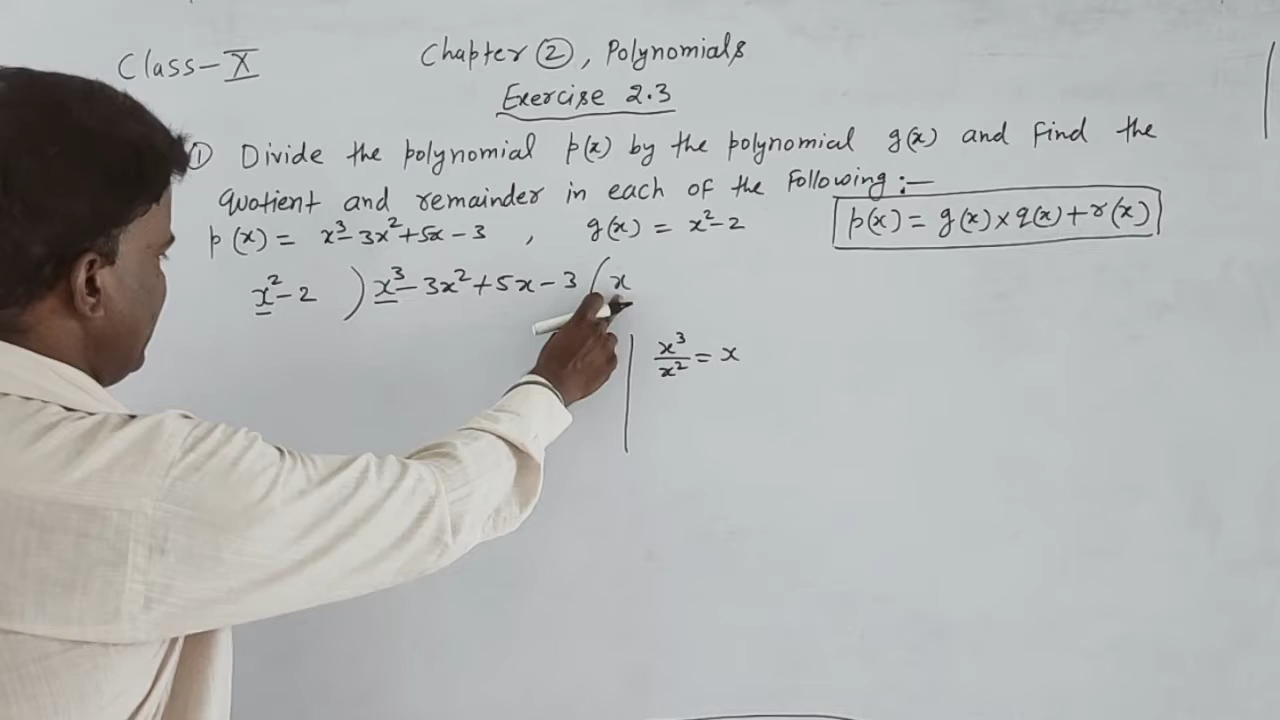 Class-X
Chapter ②, Polynomials
Exercise 2.3
① Divide the polynomial p(x) by the polynomial g(x) and Find the
quotient and remainder in each of the Following :—
p(x) = x³-3x²+5x-3 , g(x) = x²-2
p(x) = g(x)×q(x)+r(x)
x²-2 ) x³-3x²+5x-3 ( x
x³/x² = x